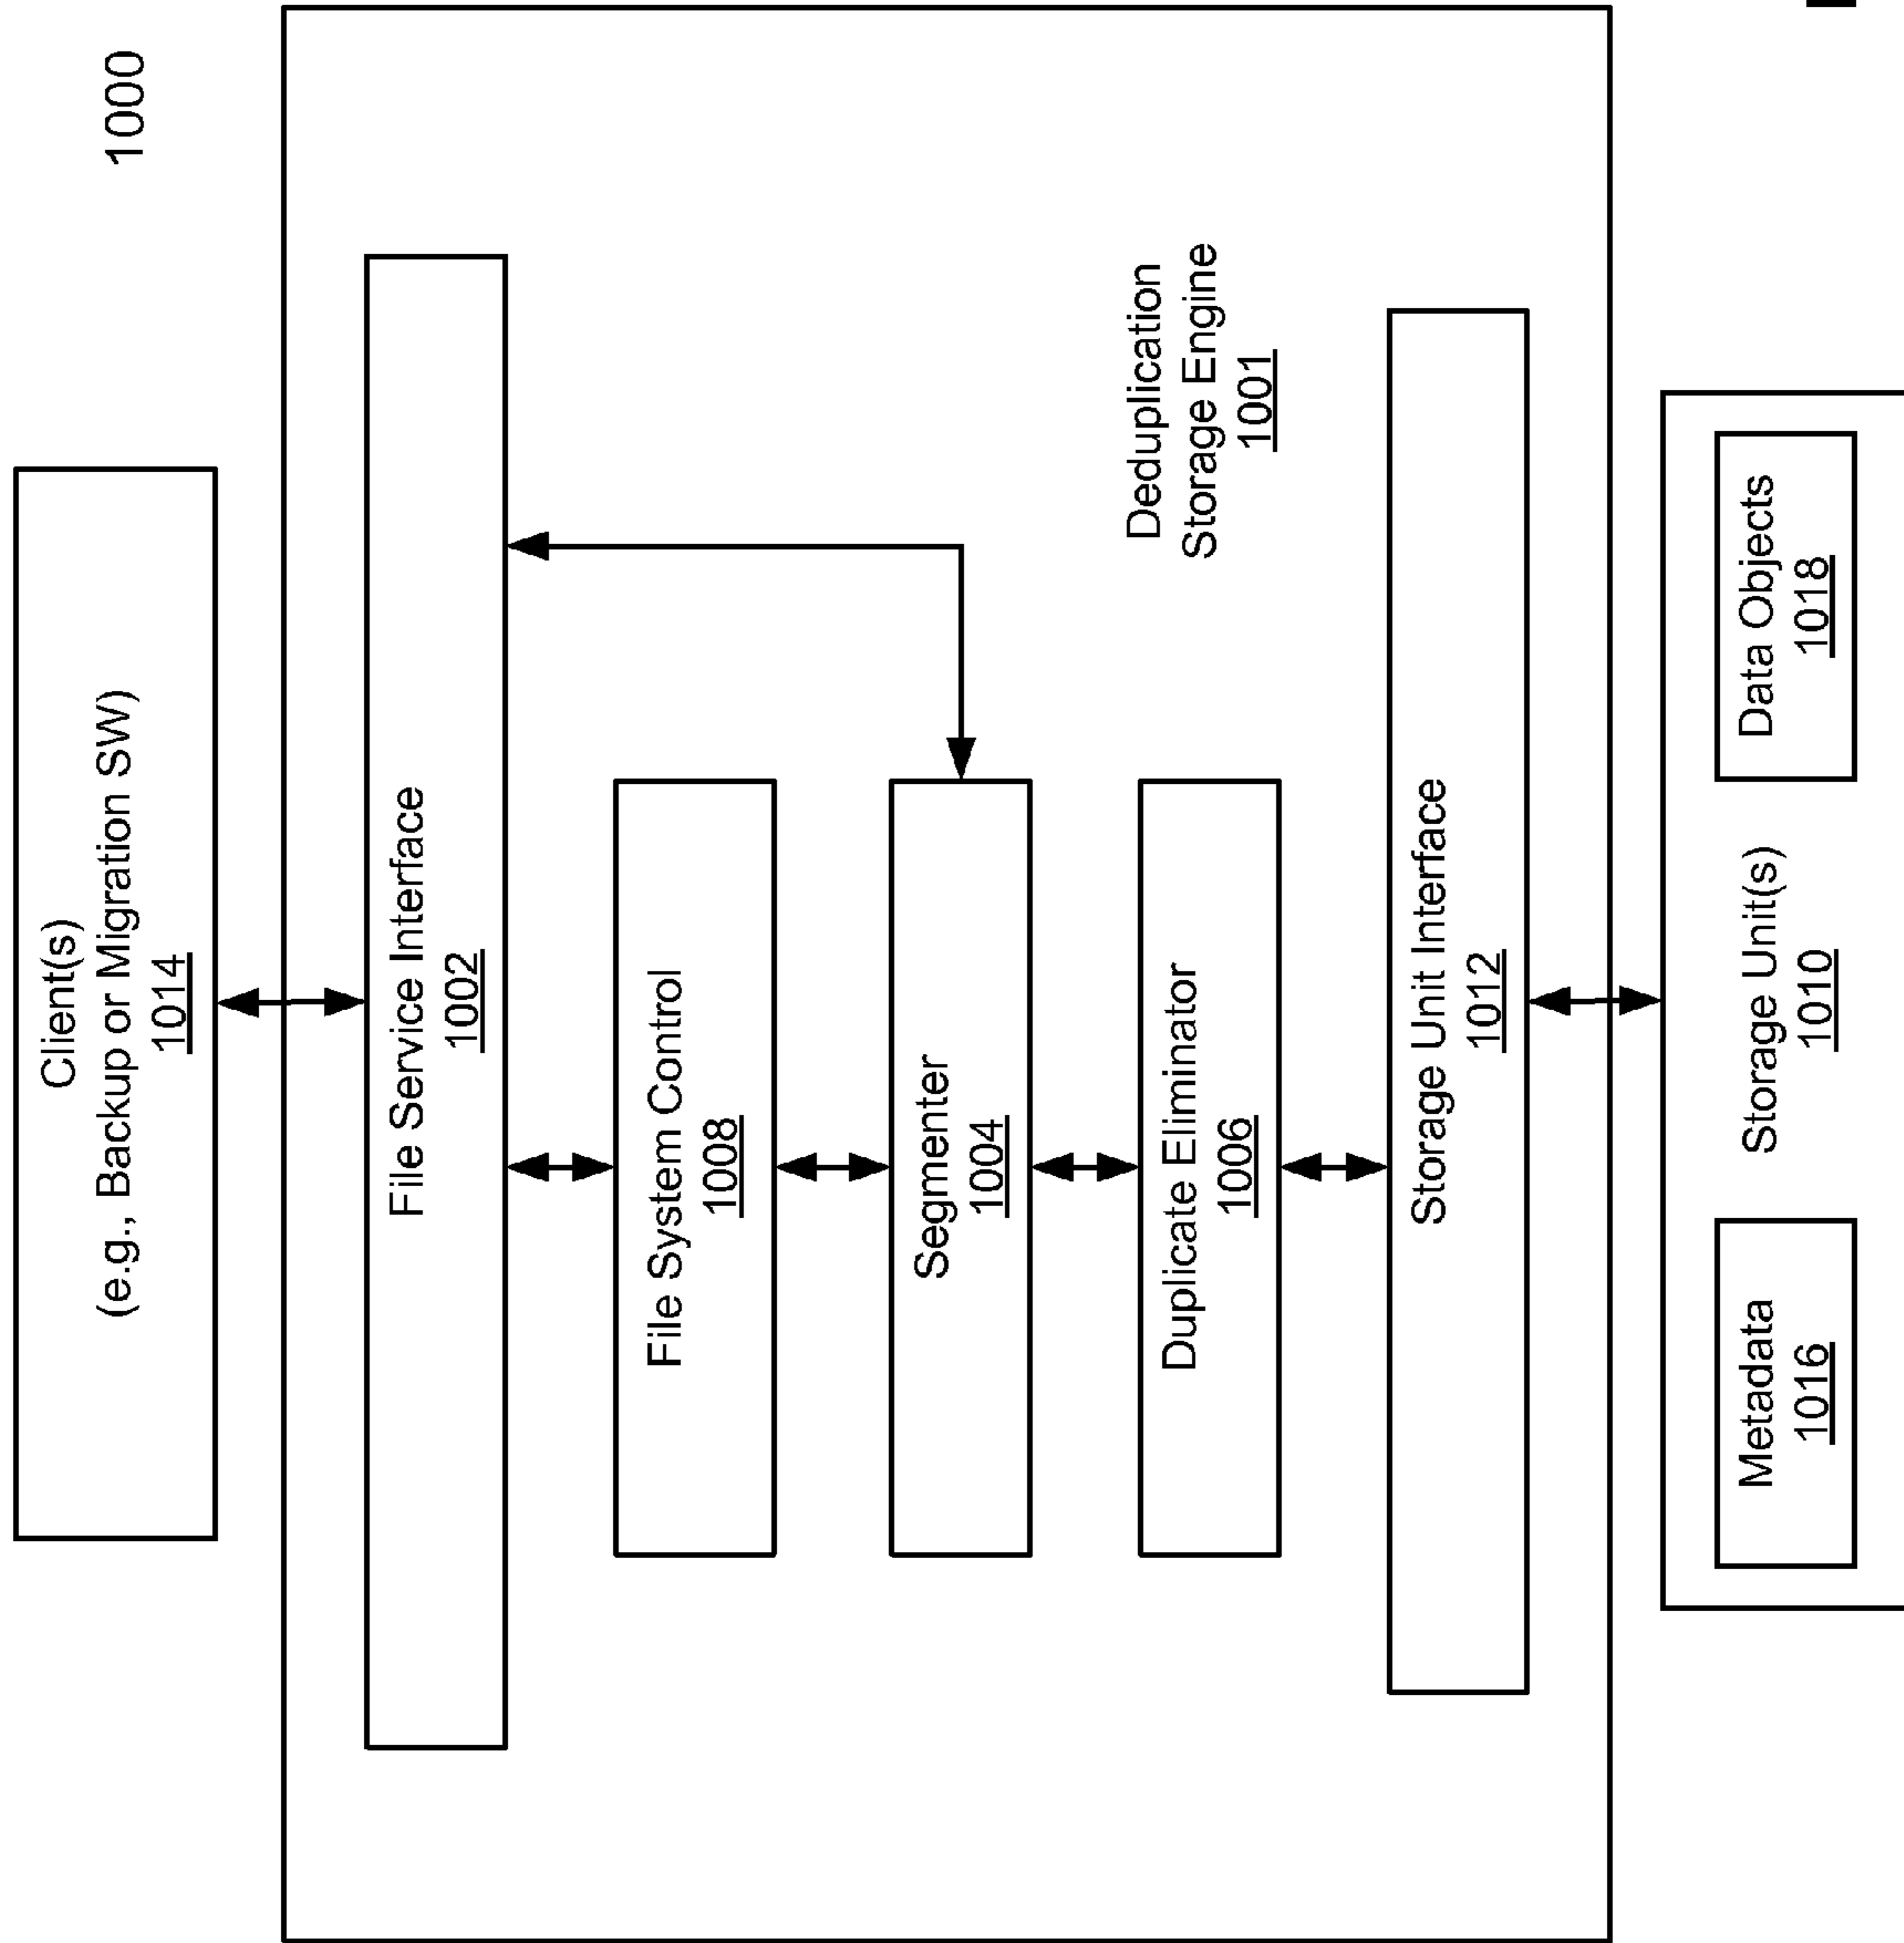 1000
Client(s)
(e.g., Backup or Migration SW)
1014
File Service Interface
1002
File System Control
1008
Segmenter
1004
Duplicate Eliminator
1006
Deduplication
Storage Engine
1001
Storage Unit Interface
1012
Metadata
1016
Storage Unit(s)
1010
Data Objects
1018